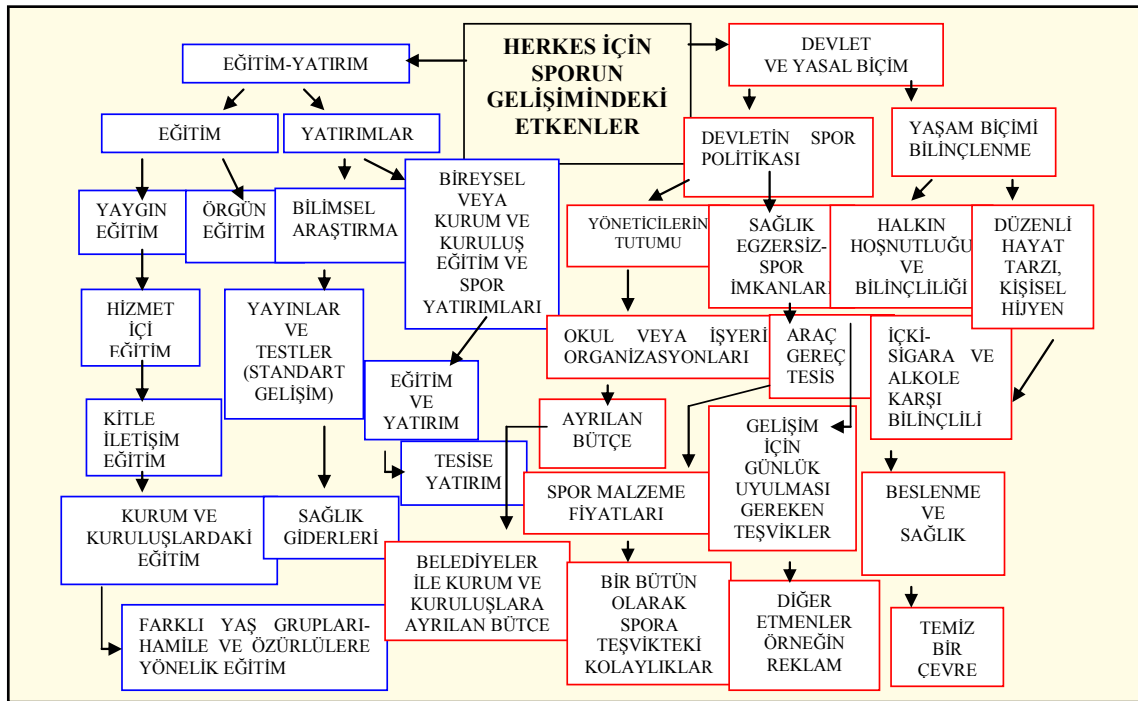 HERKES İÇİN
SPORUN
GELİŞİMİNDEKİ
ETKENLER
EĞİTİM-YATIRIM
DEVLET
VE YASAL BİÇİM
EĞİTİM
YATIRIMLAR
DEVLETİN SPOR
POLİTİKASI
YAŞAM BİÇİMİ
BİLİNÇLENME
YAYGIN
EĞİTİM
ÖRGÜN
EĞİTİM
BİLİMSEL
ARAŞTIRMA
BİREYSEL
VEYA
KURUM VE
KURULUŞ
EĞİTİM VE
SPOR
YATIRIMLARI
YÖNETİCİLERİN
TUTUMU
SAĞLIK
EGZERSİZ-
SPOR
İMKANLARI
HALKIN
HOŞNUTLUĞU
VE
BİLİNÇLİLİĞİ
DÜZENLİ
HAYAT
TARZI,
KİŞİSEL
HİJYEN
HİZMET
İÇİ
EĞİTİM
YAYINLAR
VE
TESTLER
(STANDART
GELİŞİM)
EĞİTİM
VE
YATIRIM
OKUL VEYA İŞYERİ
ORGANİZASYONLARI
ARAÇ
GEREÇ
TESİS
İÇKİ-
SİGARA VE
ALKOLE
KARŞI
BİLİNÇLİLİ
KİTLE
İLETİŞİM
EĞİTİM
TESİSE
YATIRIM
AYRILAN
BÜTÇE
GELİŞİM
İÇİN
GÜNLÜK
UYULMASI
GEREKEN
TEŞVİKLER
KURUM VE
KURULUŞLARDAKİ
EĞİTİM
SAĞLIK
GİDERLERİ
SPOR MALZEME
FİYATLARI
BESLENME
VE
SAĞLIK
FARKLI YAŞ GRUPLARI-
HAMİLE VE ÖZÜRLÜLERE
YÖNELİK EĞİTİM
BELEDİYELER
İLE KURUM VE
KURULUŞLARA
AYRILAN BÜTÇE
BİR BÜTÜN
OLARAK
SPORA
TEŞVİKTEKİ
KOLAYLIKLAR
DİĞER
ETMENLER
ÖRNEĞİN
REKLAM
TEMİZ
BİR
ÇEVRE